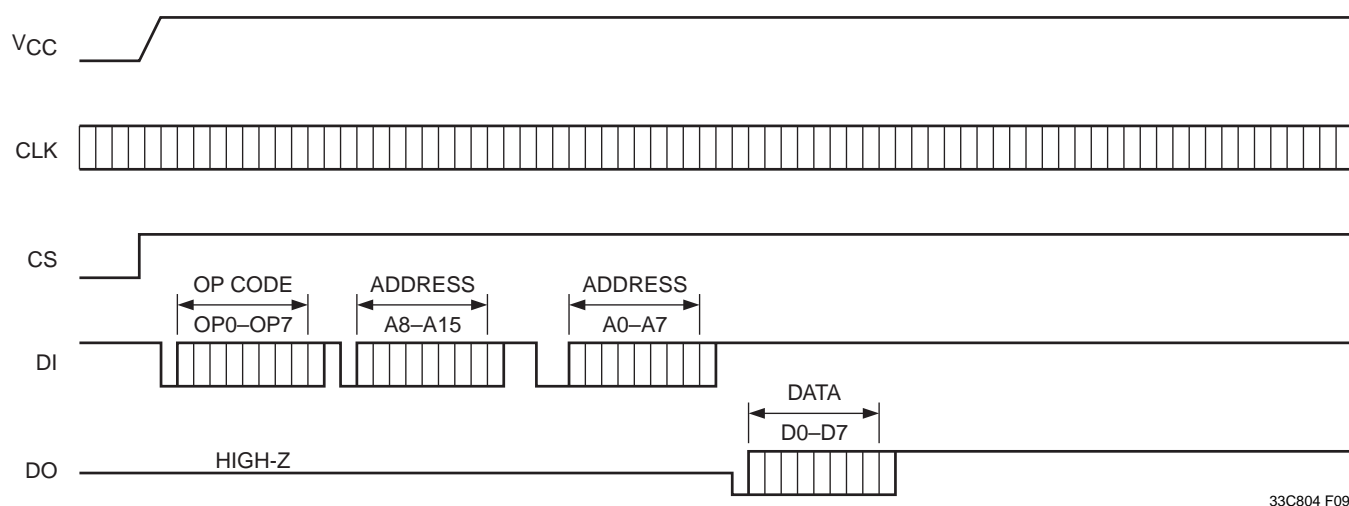 VCC
CLK
CS
OP CODE
ADDRESS
ADDRESS
OP0–OP7
A8–A15
A0–A7
DI
DATA
D0–D7
HIGH-Z
DO
33C804 F09